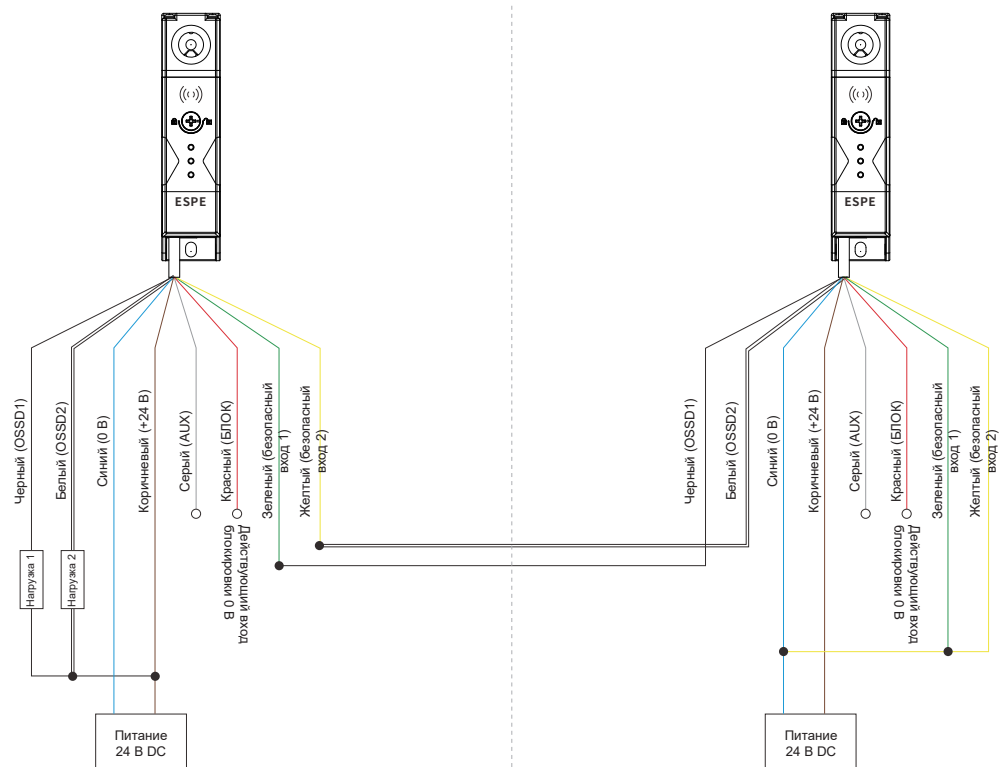 ESPE
Черный (OSSD1)
Белый (OSSD2)
Синий (0 В)
Коричневый (+24 В)
Серый (AUX)
Красный (БЛОК)
Зеленый (безопасный
вход 1)
Желтый (безопасный
вход 2)
Действующий вход
блокировки 0 В
Нагрузка 1
Нагрузка 2
Питание
24 В DC
ESPE
Черный (OSSD1)
Белый (OSSD2)
Синий (0 В)
Коричневый (+24 В)
Серый (AUX)
Красный (БЛОК)
Зеленый (безопасный
вход 1)
Желтый (безопасный
вход 2)
Действующий вход
блокировки 0 В
Питание
24 В DC